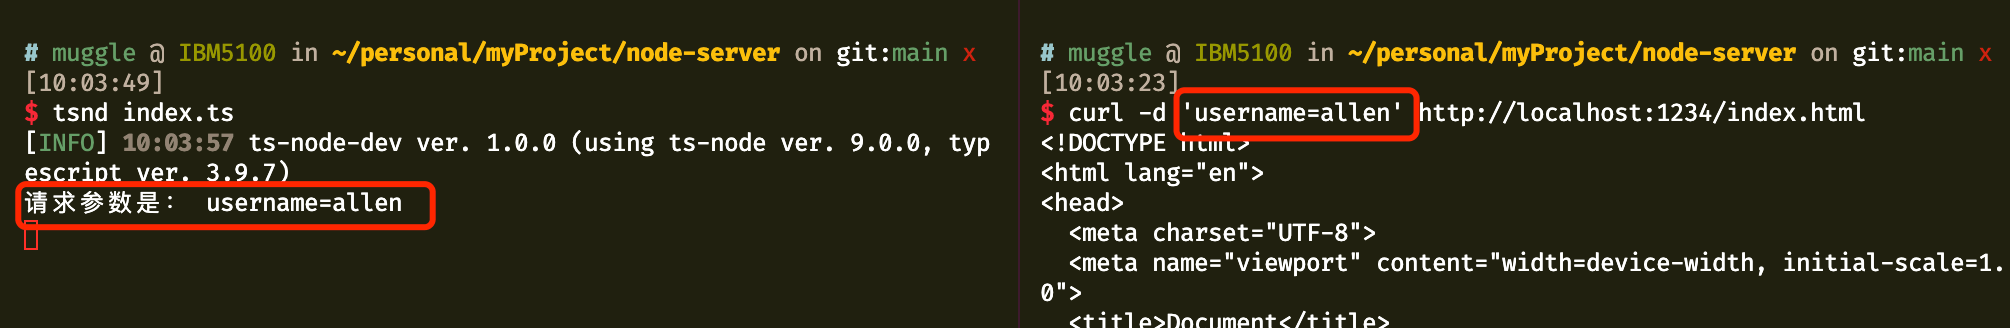 # muggle @ IBM5100 in ~/personal/myProject/node-server on git:main x
[10:03:49]
$ tsnd index.ts
[INFO] 10:03:57 ts-node-dev ver. 1.0.0 (using ts-node ver. 9.0.0, typ
escript ver. 3.9.7)
请求参数是： username=allen
# muggle @ IBM5100 in ~/personal/myProject/node-server on git:main x
[10:03:23]
$ curl -d 'username=allen' http://localhost:1234/index.html
<!DOCTYPE html>
<html lang="en">
<head>
  <meta charset="UTF-8">
  <meta name="viewport" content="width=device-width, initial-scale=1.
0">
  <title>Document</title>